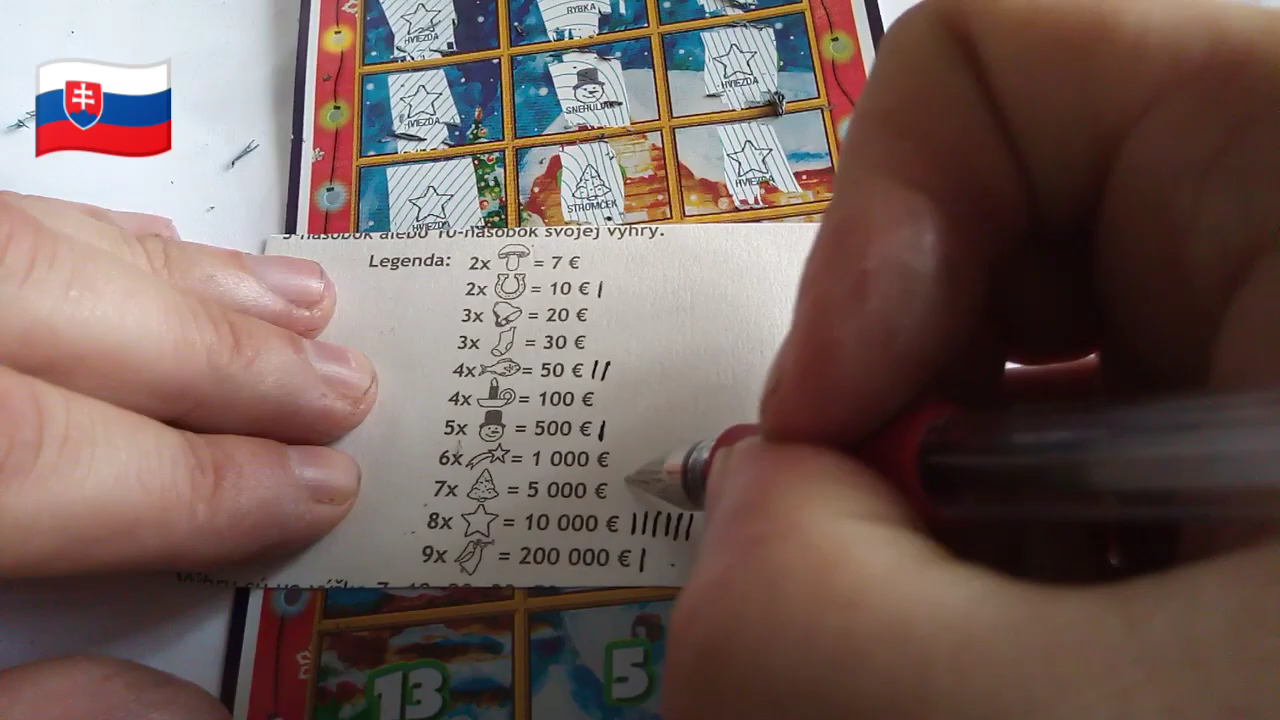 HVIEZDA
RYBKA
HVIEZDA
SNEHULIAK
HVIEZDA
HVIEZDA
STROMČEK
HVIEZDA
5-násobok alebo 10-násobok svojej výhry.
Legenda: 2x = 7 €
2x = 10 €
3x = 20 €
3x = 30 €
4x = 50 €
4x = 100 €
5x = 500 €
6x = 1 000 €
7x = 5 000 €
8x = 10 000 €
9x = 200 000 €
13
5